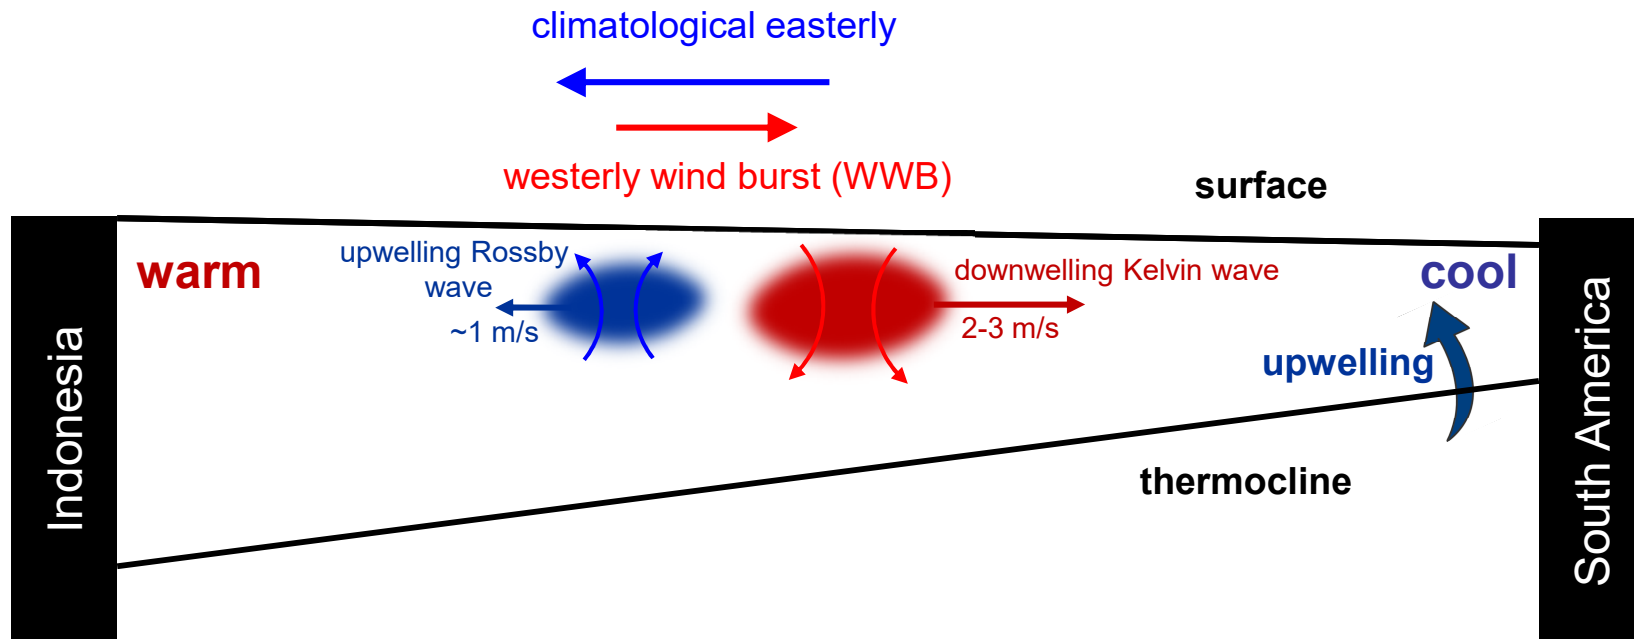 climatological easterly
westerly wind burst (WWB)
surface
warm
upwelling Rossby
wave
~1 m/s
downwelling Kelvin wave
2-3 m/s
cool
upwelling
thermocline
Indonesia
South America